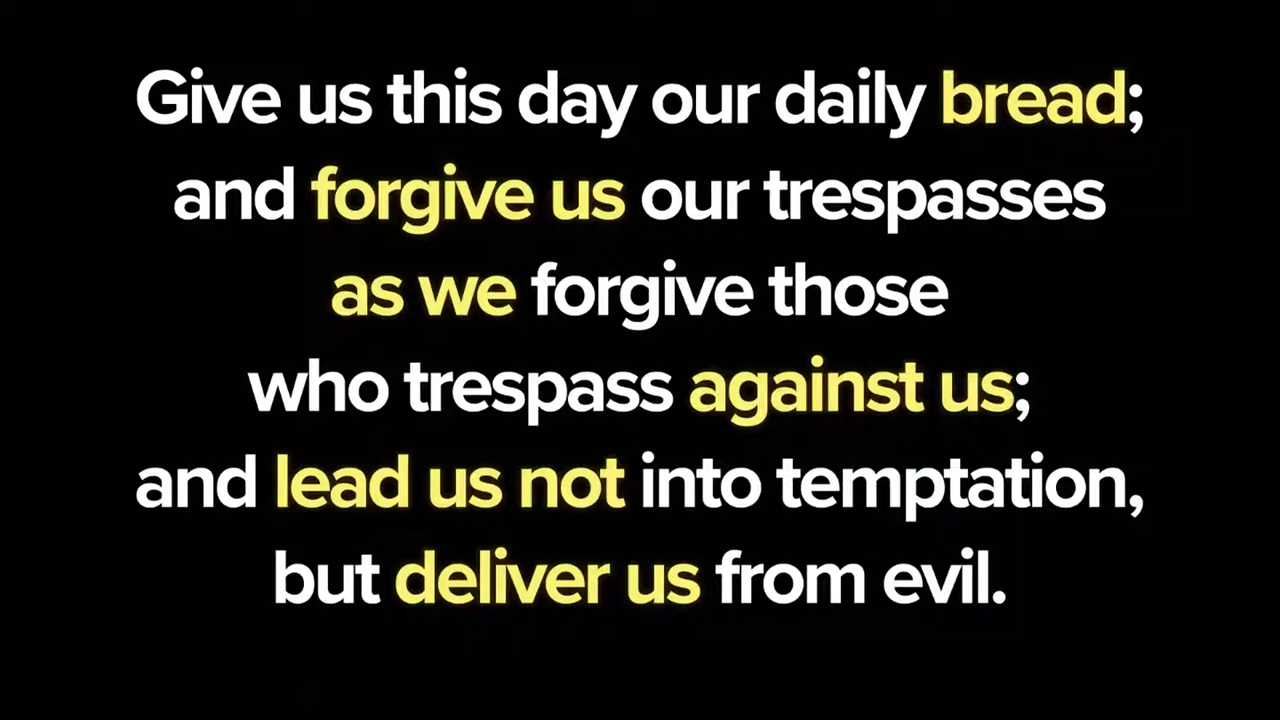 Give us this day our daily bread;
and forgive us our trespasses
as we forgive those
who trespass against us;
and lead us not into temptation,
but deliver us from evil.